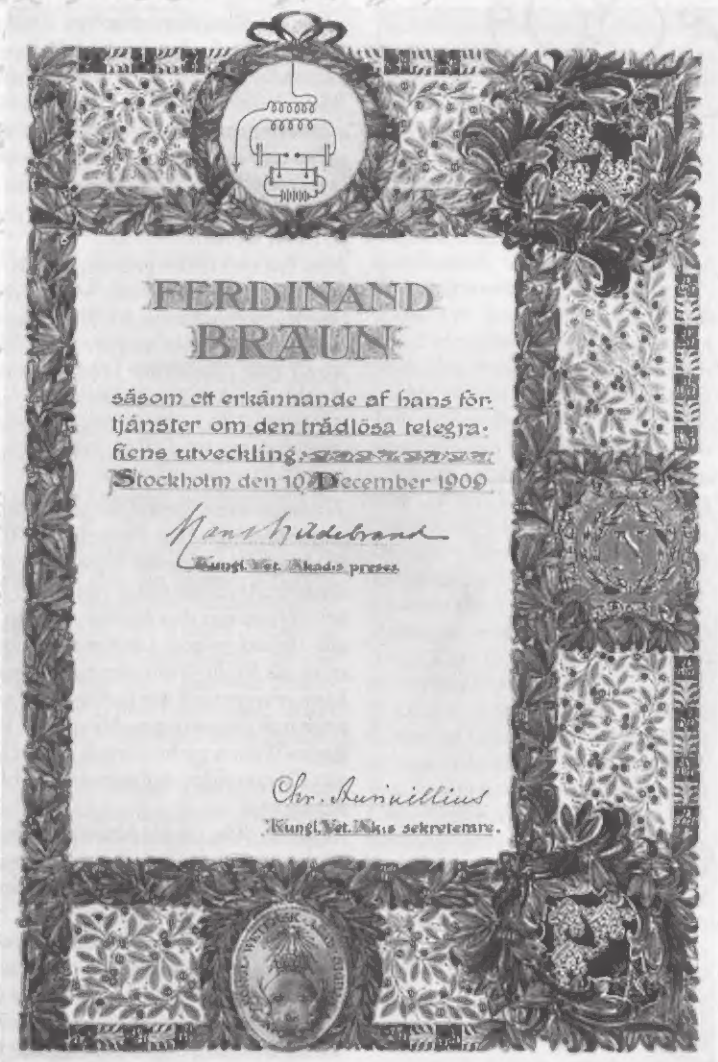 FERDINAND
BRAUN
såsom ett erkännande af hans för-
tjänster om den trådlösa telegra-
fiens utveckling
Stockholm den 10 December 1909
Hans Hildebrand
Kungl. Vet. Akad:s preses.
Chr. Aurivillius
Kungl. Vet. Ak:s sekreterare.